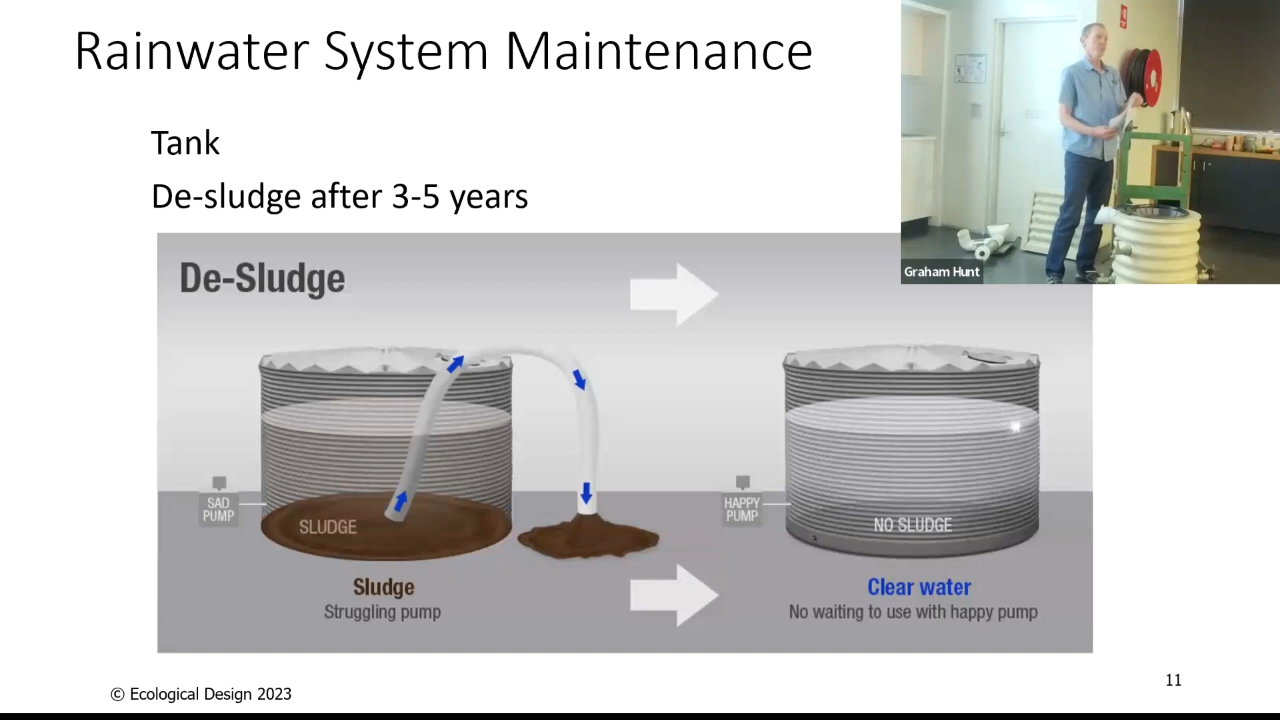 Rainwater System Maintenance
Tank
De-sludge after 3-5 years
Graham Hunt
De-Sludge
SAD
PUMP
SLUDGE
HAPPY
PUMP
NO SLUDGE
Sludge
Struggling pump
Clear water
No waiting to use with happy pump
© Ecological Design 2023
11